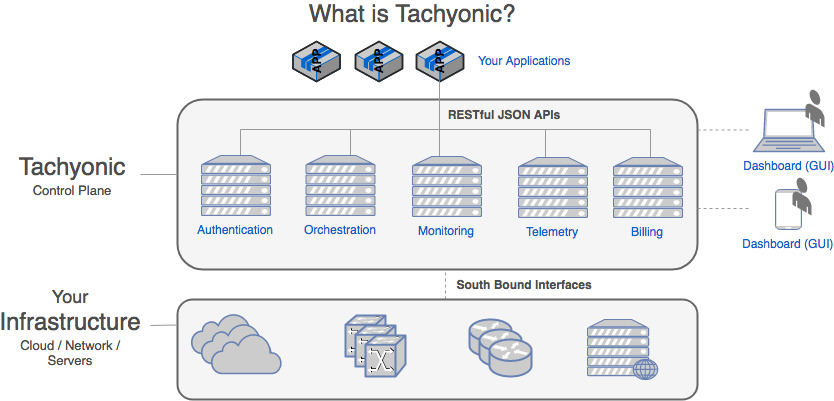 What is Tachyonic?
APP
APP
APP
Your Applications
RESTful JSON APIs
Tachyonic
Control Plane
Authentication
Orchestration
Monitoring
Telemetry
Billing
Dashboard (GUI)
Dashboard (GUI)
South Bound Interfaces
Your
Infrastructure
Cloud / Network /
Servers